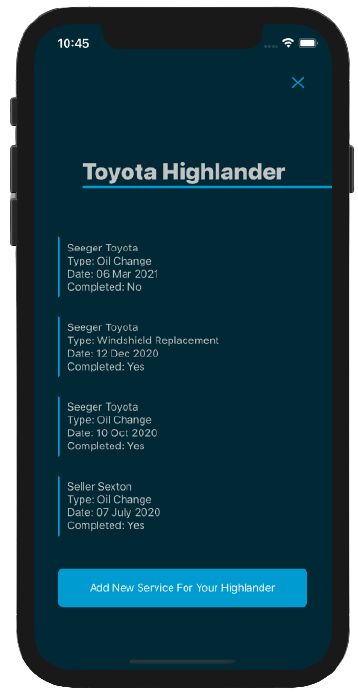 10:45
Toyota Highlander
Seeger Toyota
Type: Oil Change
Date: 06 Mar 2021
Completed: No
Seeger Toyota
Type: Windshield Replacement
Date: 12 Dec 2020
Completed: Yes
Seeger Toyota
Type: Oil Change
Date: 10 Oct 2020
Completed: Yes
Seller Sexton
Type: Oil Change
Date: 07 July 2020
Completed: Yes
Add New Service For Your Highlander